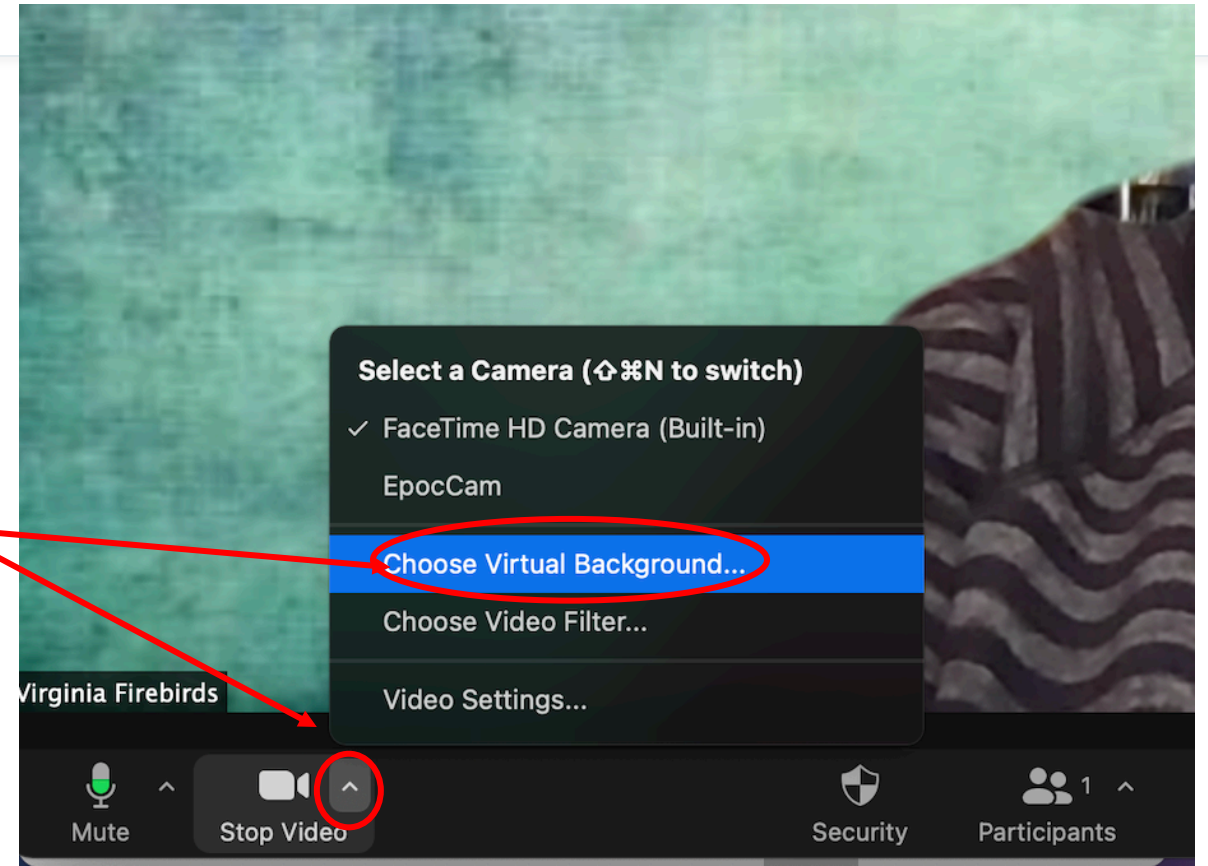 Select a Camera (⇧⌘N to switch)
✓ FaceTime HD Camera (Built-in)
EpocCam
Choose Virtual Background...
Choose Video Filter...
Video Settings...
Virginia Firebirds
1
Mute
Stop Video
Security
Participants